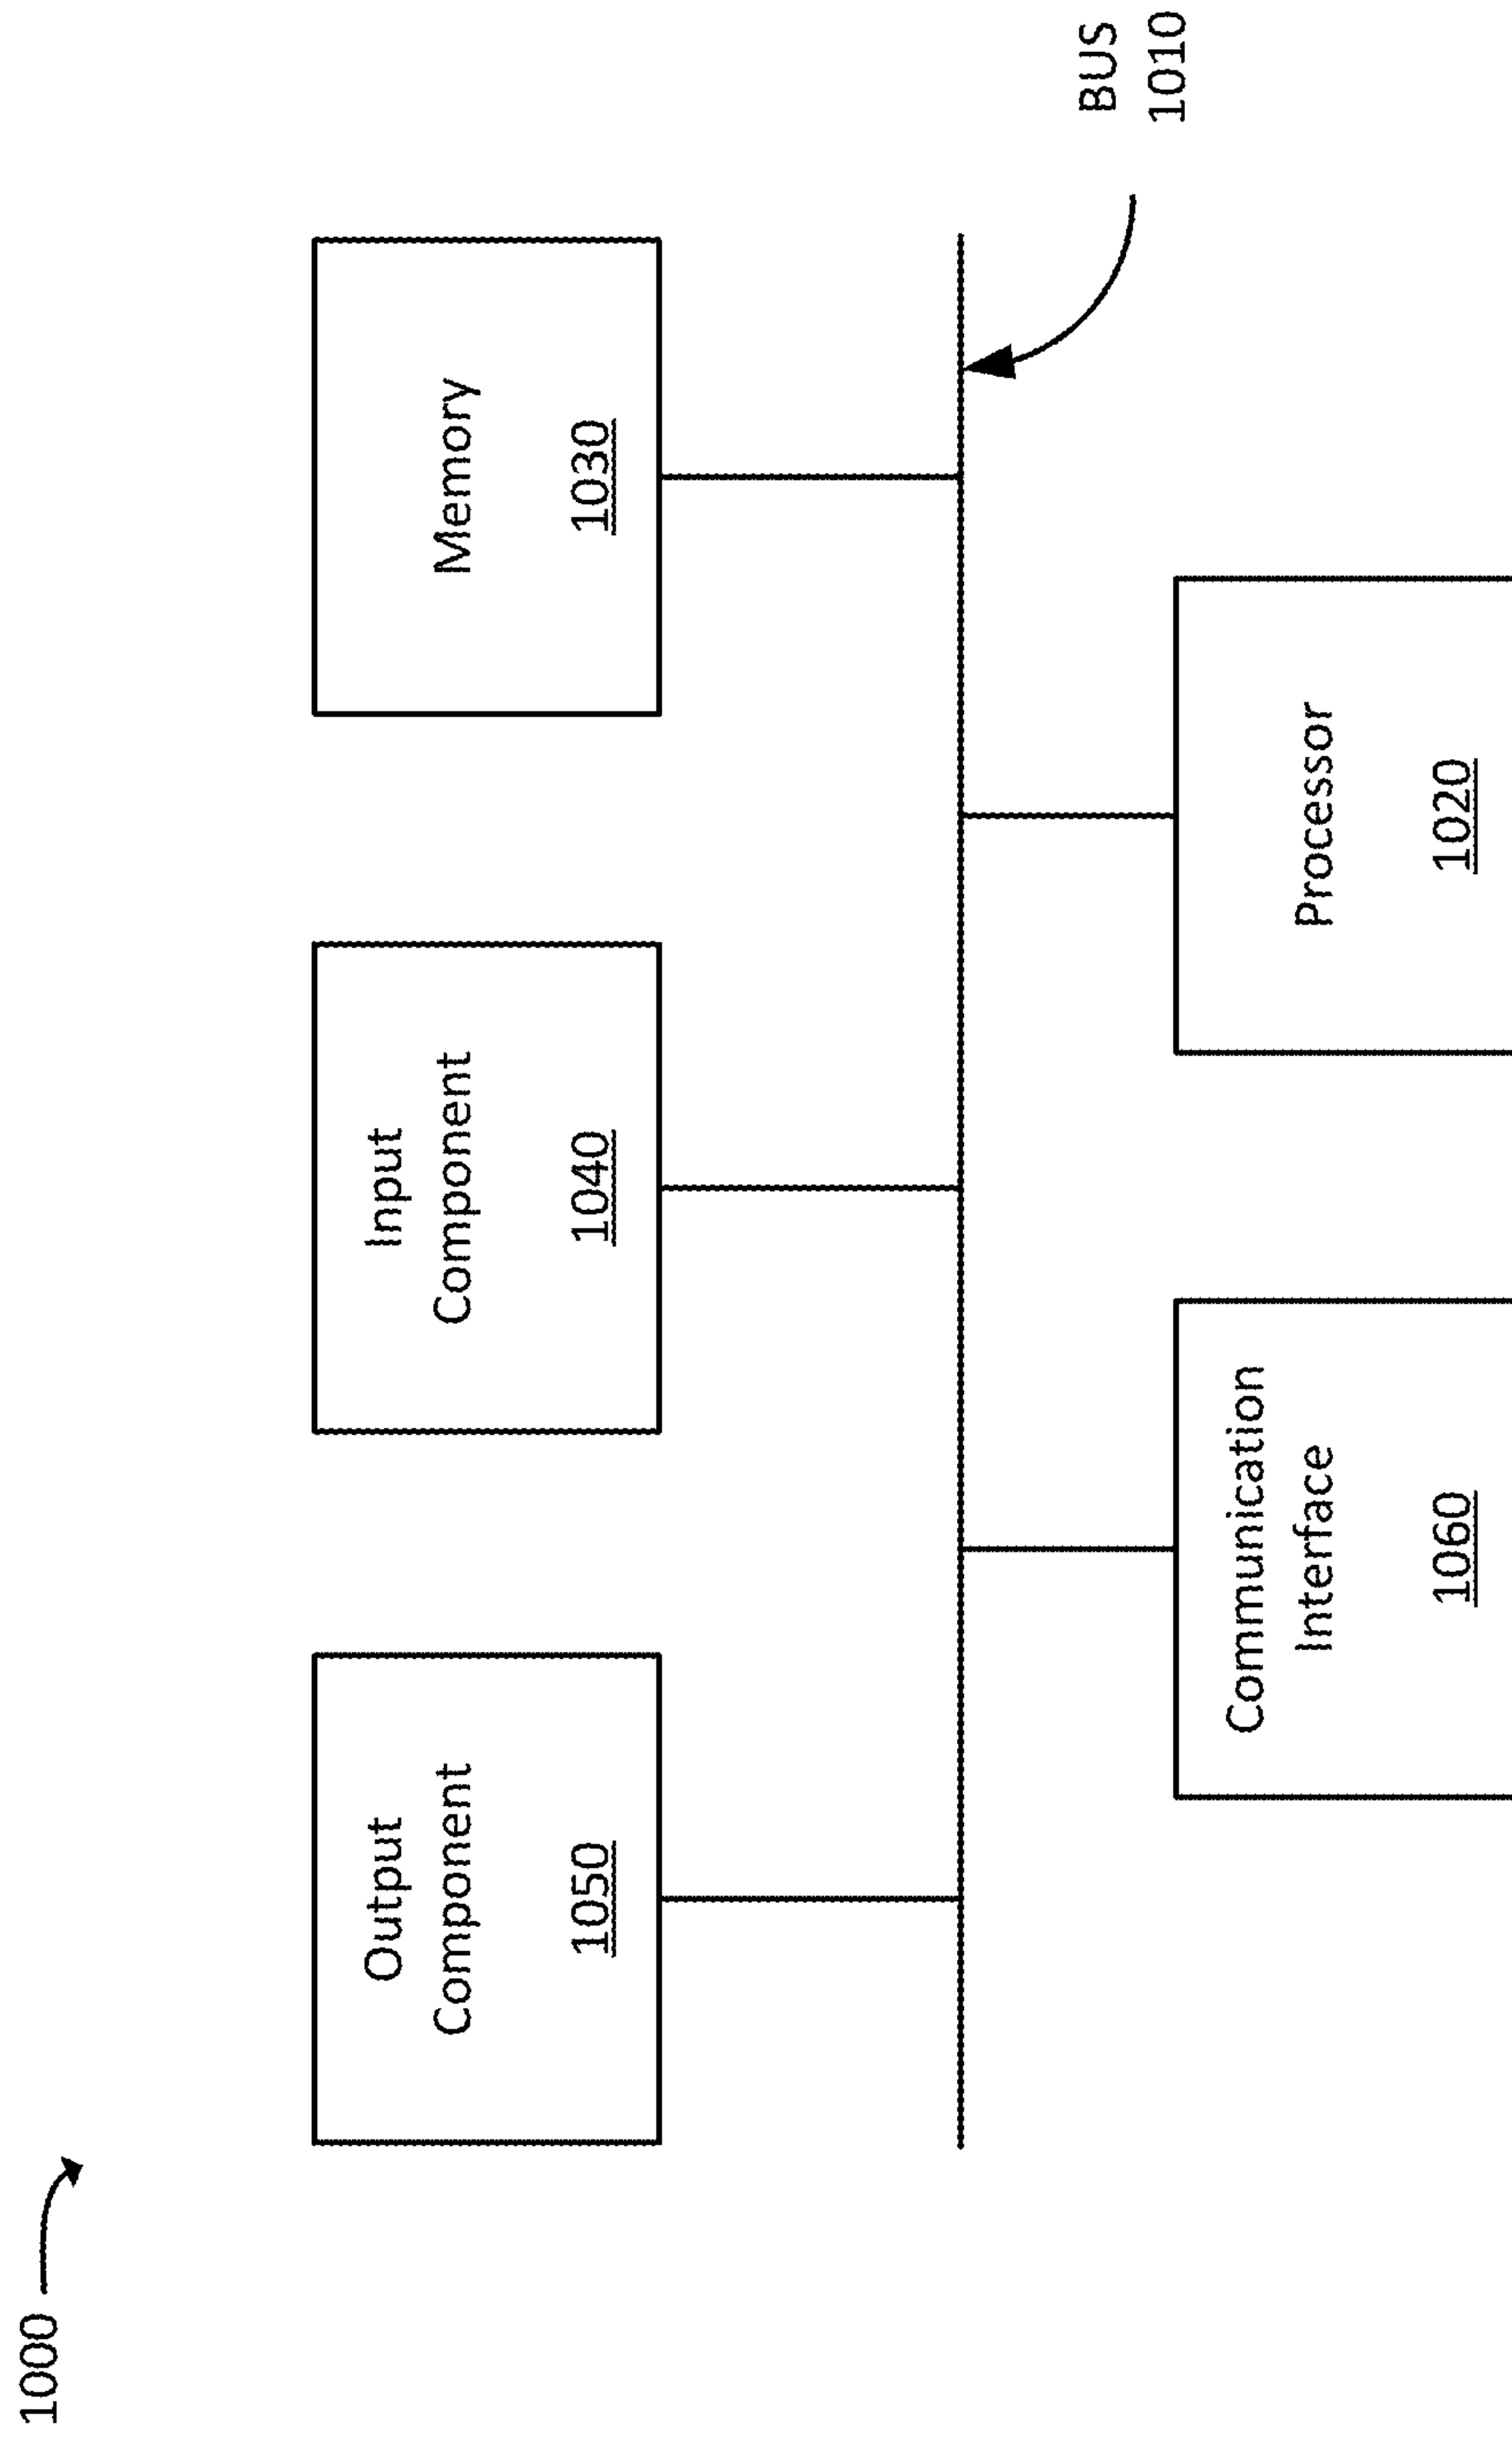 1000
Output
Component
1050
Input
Component
1040
Memory
1030
BUS
1010
Communication
Interface
1060
Processor
1020